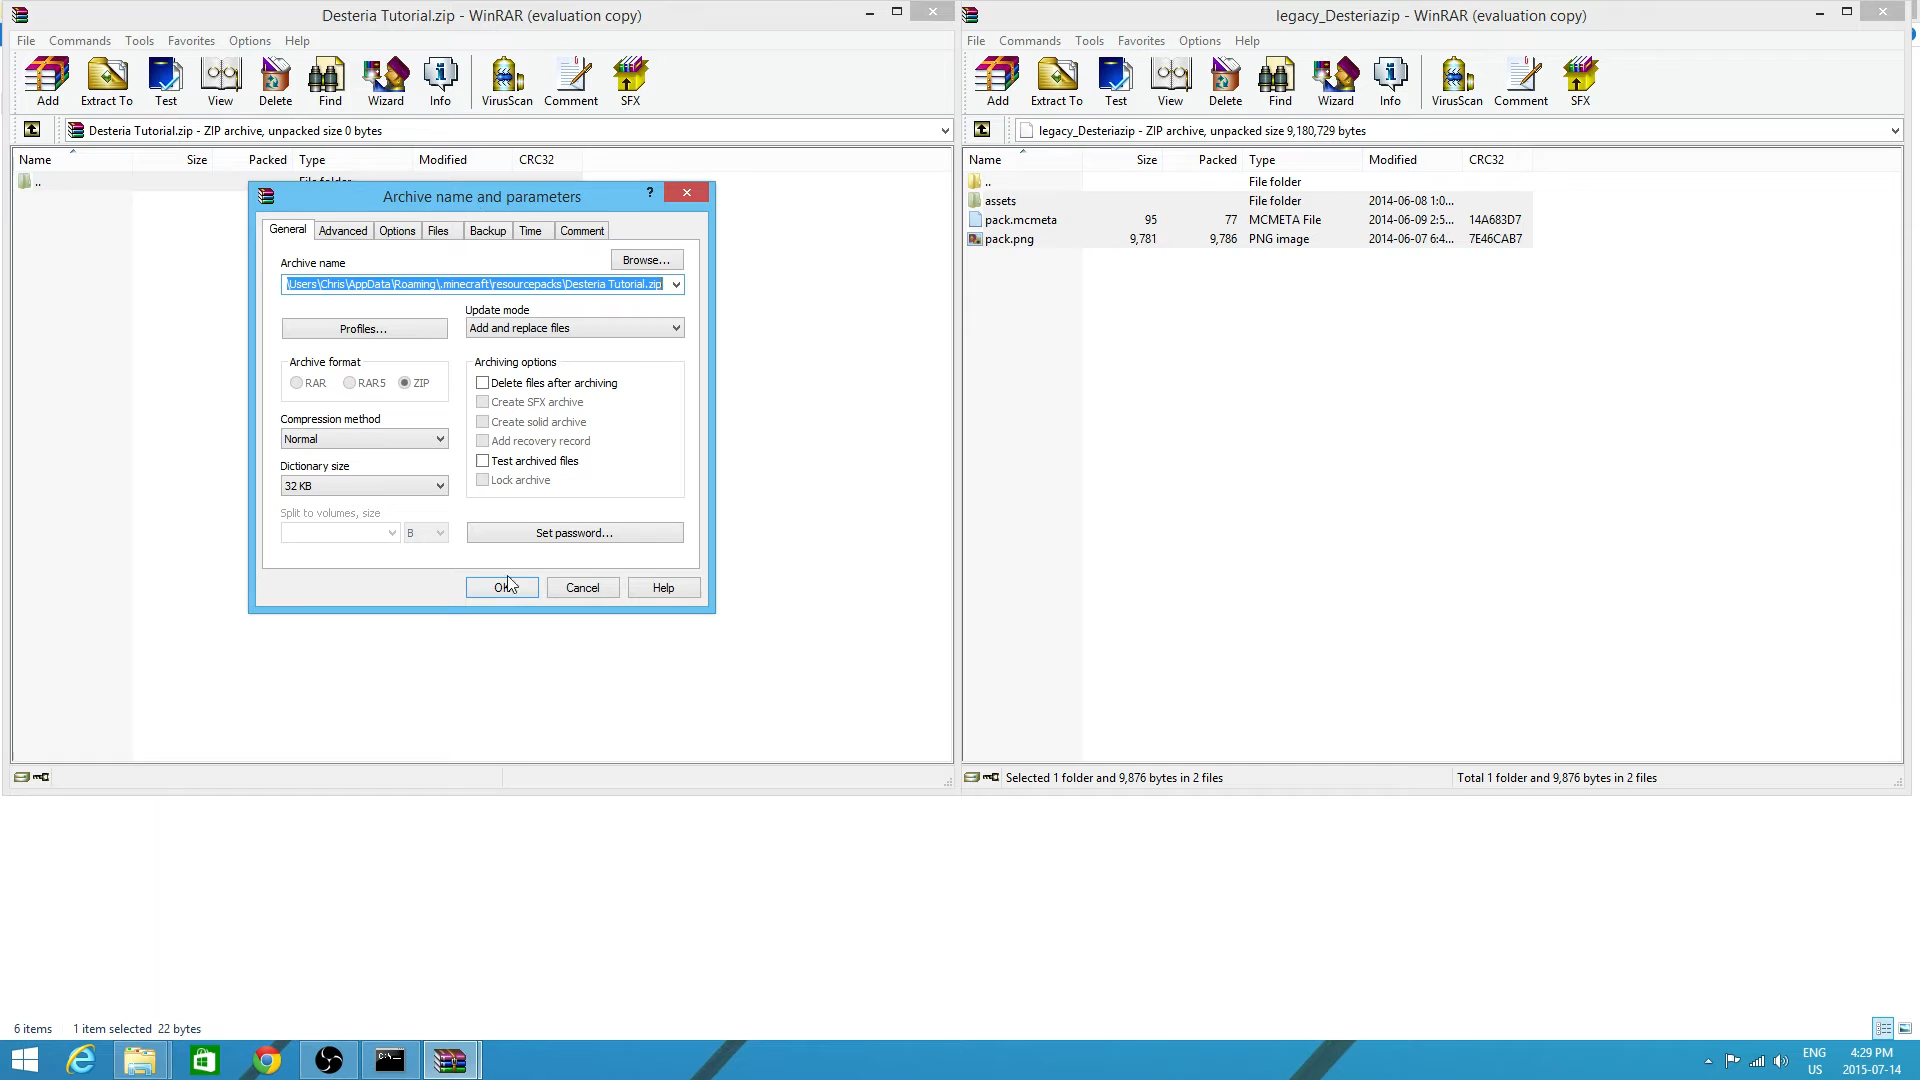 Desteria Tutorial.zip - WinRAR (evaluation copy)
File Commands Tools Favorites Options Help
Add Extract To Test View Delete Find Wizard Info VirusScan Comment SFX
Desteria Tutorial.zip - ZIP archive, unpacked size 0 bytes
Name Size Packed Type Modified CRC32
.. File folder
Archive name and parameters
?
General Advanced Options Files Backup Time Comment
Archive name
Browse...
\Users\Chris\AppData\Roaming\.minecraft\resourcepacks\Desteria Tutorial.zip
Profiles...
Update mode
Add and replace files
Archive format
RAR RAR5 ZIP
Compression method
Normal
Dictionary size
32 KB
Split to volumes, size
B
Archiving options
Delete files after archiving
Create SFX archive
Create solid archive
Add recovery record
Test archived files
Lock archive
Set password...
OK Cancel Help
legacy_Desteriazip - WinRAR (evaluation copy)
File Commands Tools Favorites Options Help
Add Extract To Test View Delete Find Wizard Info VirusScan Comment SFX
legacy_Desteriazip - ZIP archive, unpacked size 9,180,729 bytes
Name Size Packed Type Modified CRC32
.. File folder
assets File folder 2014-06-08 1:0...
pack.mcmeta 95 77 MCMETA File 2014-06-09 2:5... 14A683D7
pack.png 9,781 9,786 PNG image 2014-06-07 6:4... 7E46CAB7
Selected 1 folder and 9,876 bytes in 2 files
Total 1 folder and 9,876 bytes in 2 files
6 items 1 item selected 22 bytes
ENG
US
4:29 PM
2015-07-14